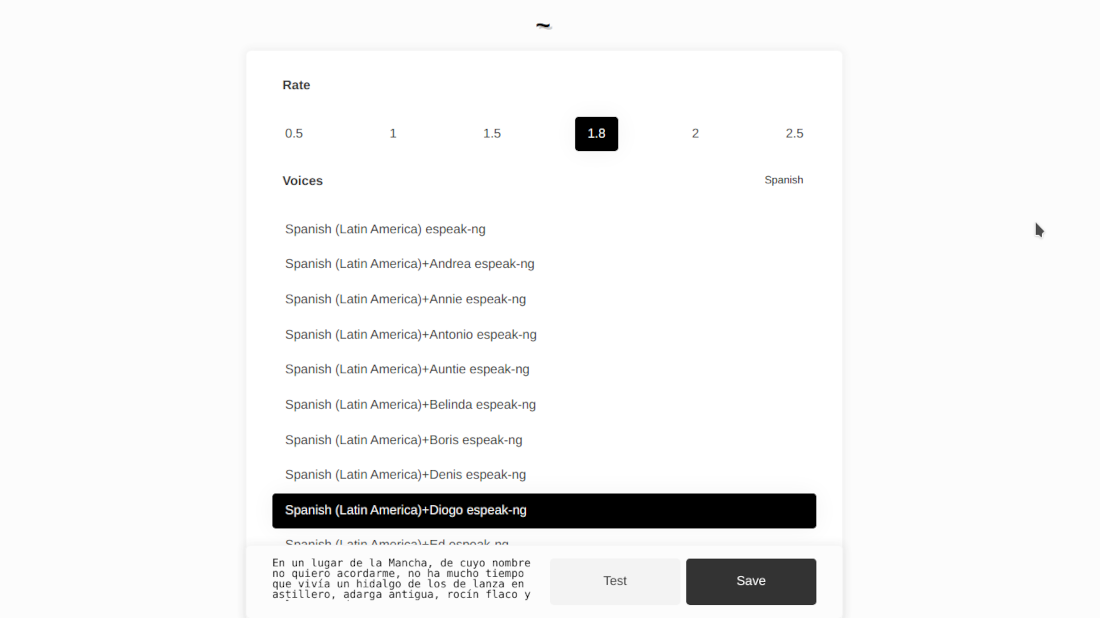 ~
Rate
0.5 1 1.5 1.8 2 2.5
Voices Spanish
Spanish (Latin America) espeak-ng
Spanish (Latin America)+Andrea espeak-ng
Spanish (Latin America)+Annie espeak-ng
Spanish (Latin America)+Antonio espeak-ng
Spanish (Latin America)+Auntie espeak-ng
Spanish (Latin America)+Belinda espeak-ng
Spanish (Latin America)+Boris espeak-ng
Spanish (Latin America)+Denis espeak-ng
Spanish (Latin America)+Diogo espeak-ng
Spanish (Latin America)+Ed espeak-ng
En un lugar de la Mancha, de cuyo nombre
no quiero acordarme, no ha mucho tiempo
que vivía un hidalgo de los de lanza en
astillero, adarga antigua, rocín flaco y
Test Save